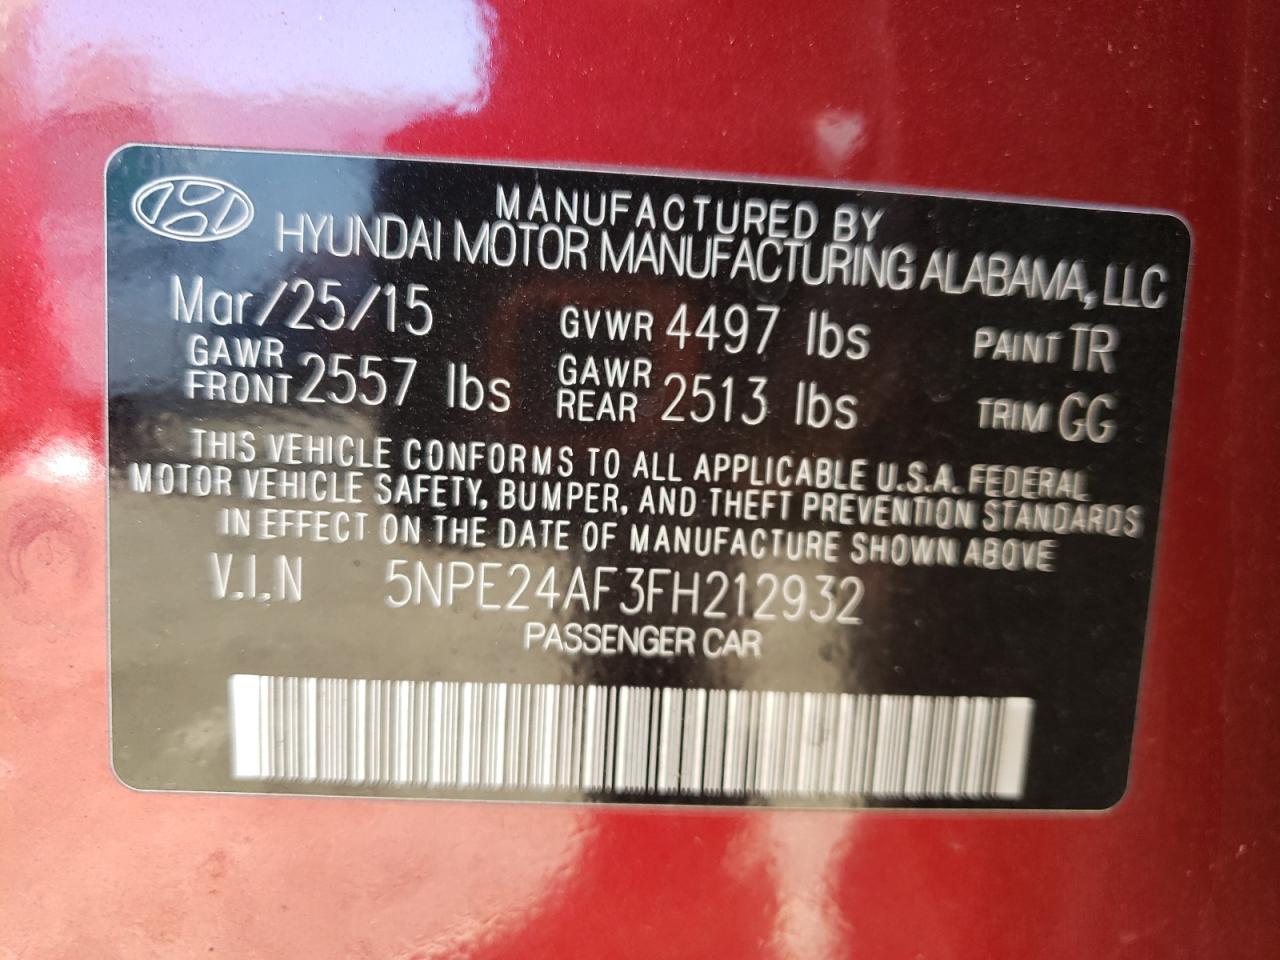 MANUFACTURED BY
HYUNDAI MOTOR MANUFACTURING ALABAMA, LLC
Mar/25/15 GVWR 4497 lbs PAINT TR
GAWR FRONT 2557 lbs GAWR REAR 2513 lbs TRIM GG
THIS VEHICLE CONFORMS TO ALL APPLICABLE U.S.A. FEDERAL
MOTOR VEHICLE SAFETY, BUMPER, AND THEFT PREVENTION STANDARDS
IN EFFECT ON THE DATE OF MANUFACTURE SHOWN ABOVE
V.I.N 5NPE24AF3FH212932
PASSENGER CAR